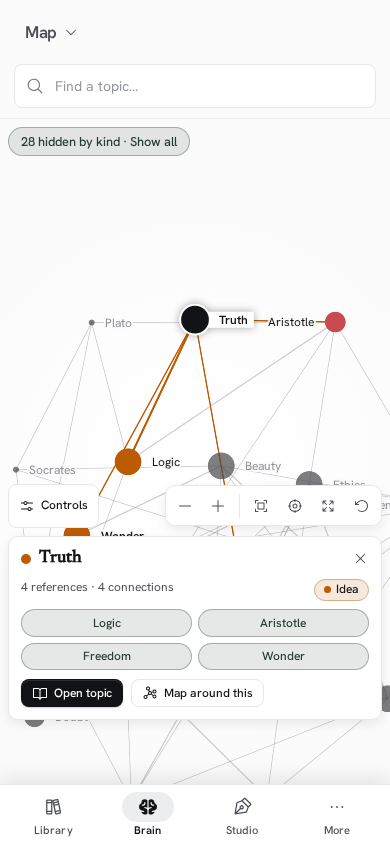 Map
Find a topic...
28 hidden by kind · Show all
Plato
Truth
Aristotle
Logic
Socrates
Beauty
Ethics
Controls
Wonder
Truth
4 references · 4 connections
Idea
Logic
Aristotle
Freedom
Wonder
Open topic
Map around this
Library
Brain
Studio
More